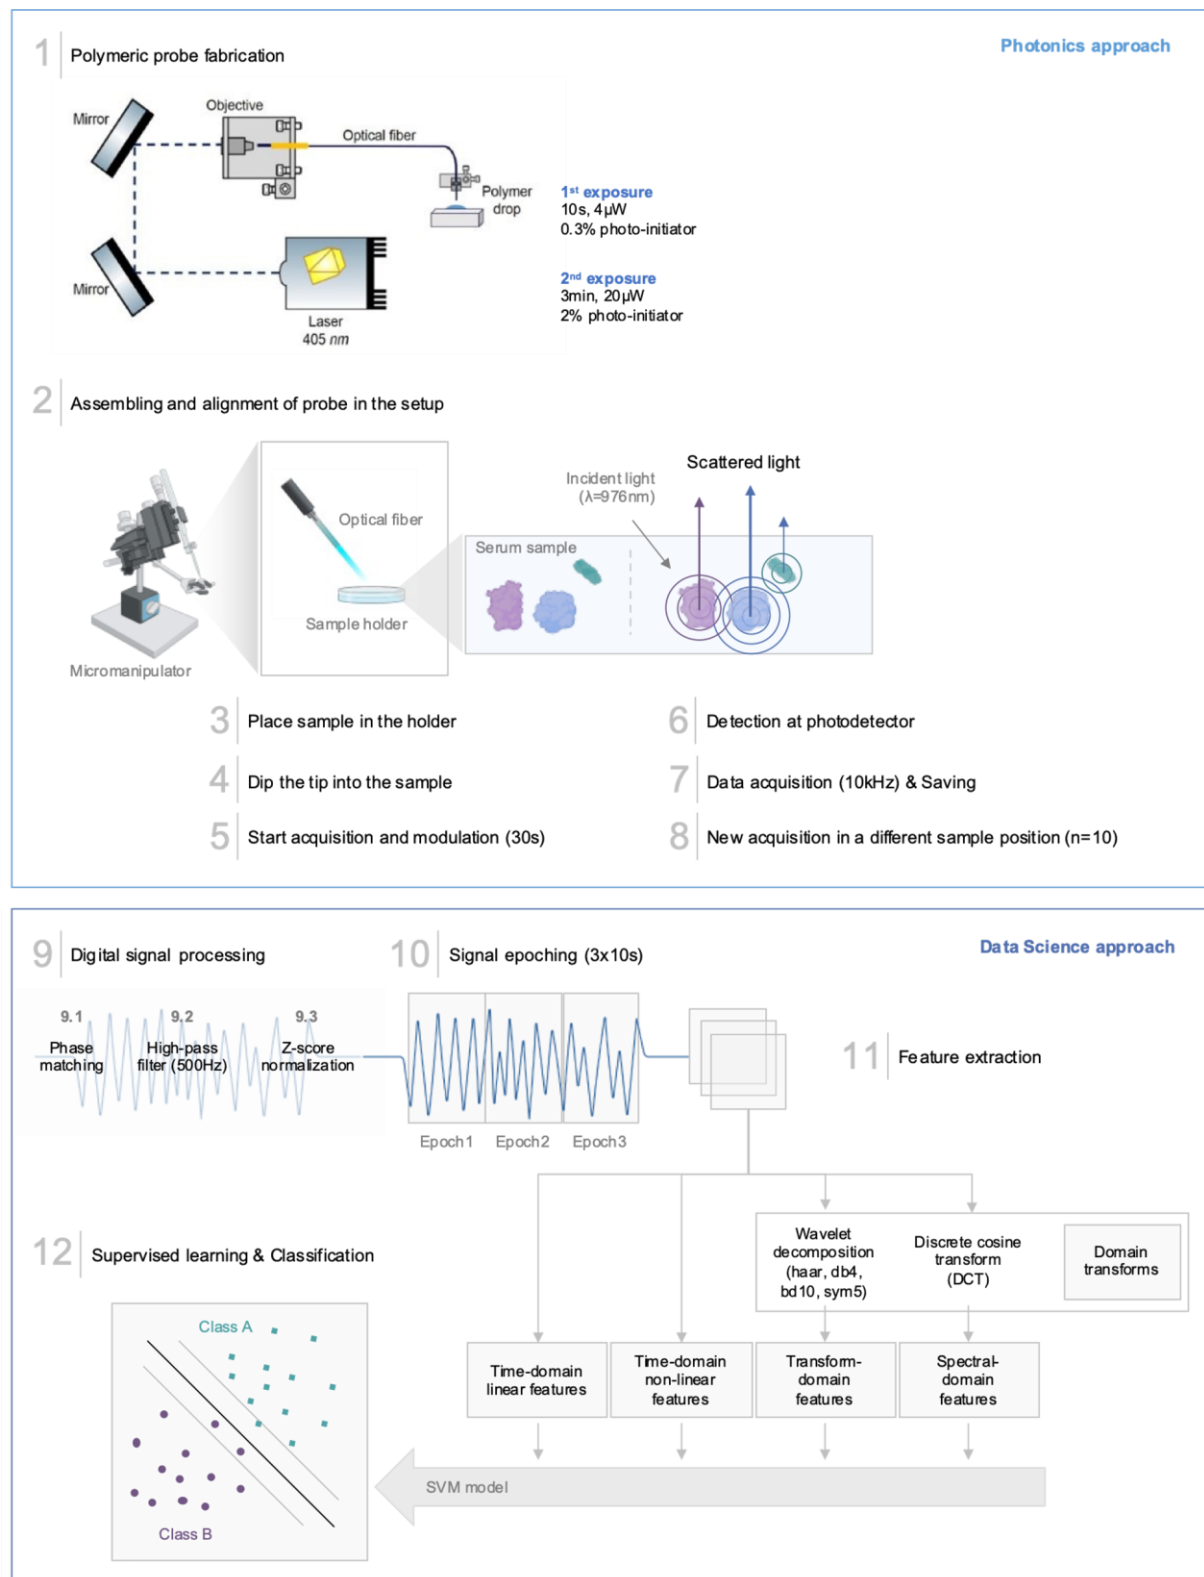 Photonics approach
1 Polymeric probe fabrication
Mirror
Objective
Optical fiber
Polymer
drop
Mirror
Laser
405 nm
1st exposure
10s, 4µW
0.3% photo-initiator
2nd exposure
3min, 20µW
2% photo-initiator
2 Assembling and alignment of probe in the setup
Micromanipulator
Optical fiber
Sample holder
Incident light
(λ=976nm)
Scattered light
Serum sample
3 Place sample in the holder
4 Dip the tip into the sample
5 Start acquisition and modulation (30s)
6 Detection at photodetector
7 Data acquisition (10kHz) & Saving
8 New acquisition in a different sample position (n=10)
Data Science approach
9 Digital signal processing
9.1
Phase
matching
9.2
High-pass
filter (500Hz)
9.3
Z-score
normalization
10 Signal epoching (3x10s)
Epoch1
Epoch2
Epoch3
11 Feature extraction
Wavelet
decomposition
(haar, db4,
bd10, sym5)
Discrete cosine
transform
(DCT)
Domain
transforms
Time-domain
linear features
Time-domain
non-linear
features
Transform-
domain
features
Spectral-
domain
features
SVM model
12 Supervised learning & Classification
Class A
Class B